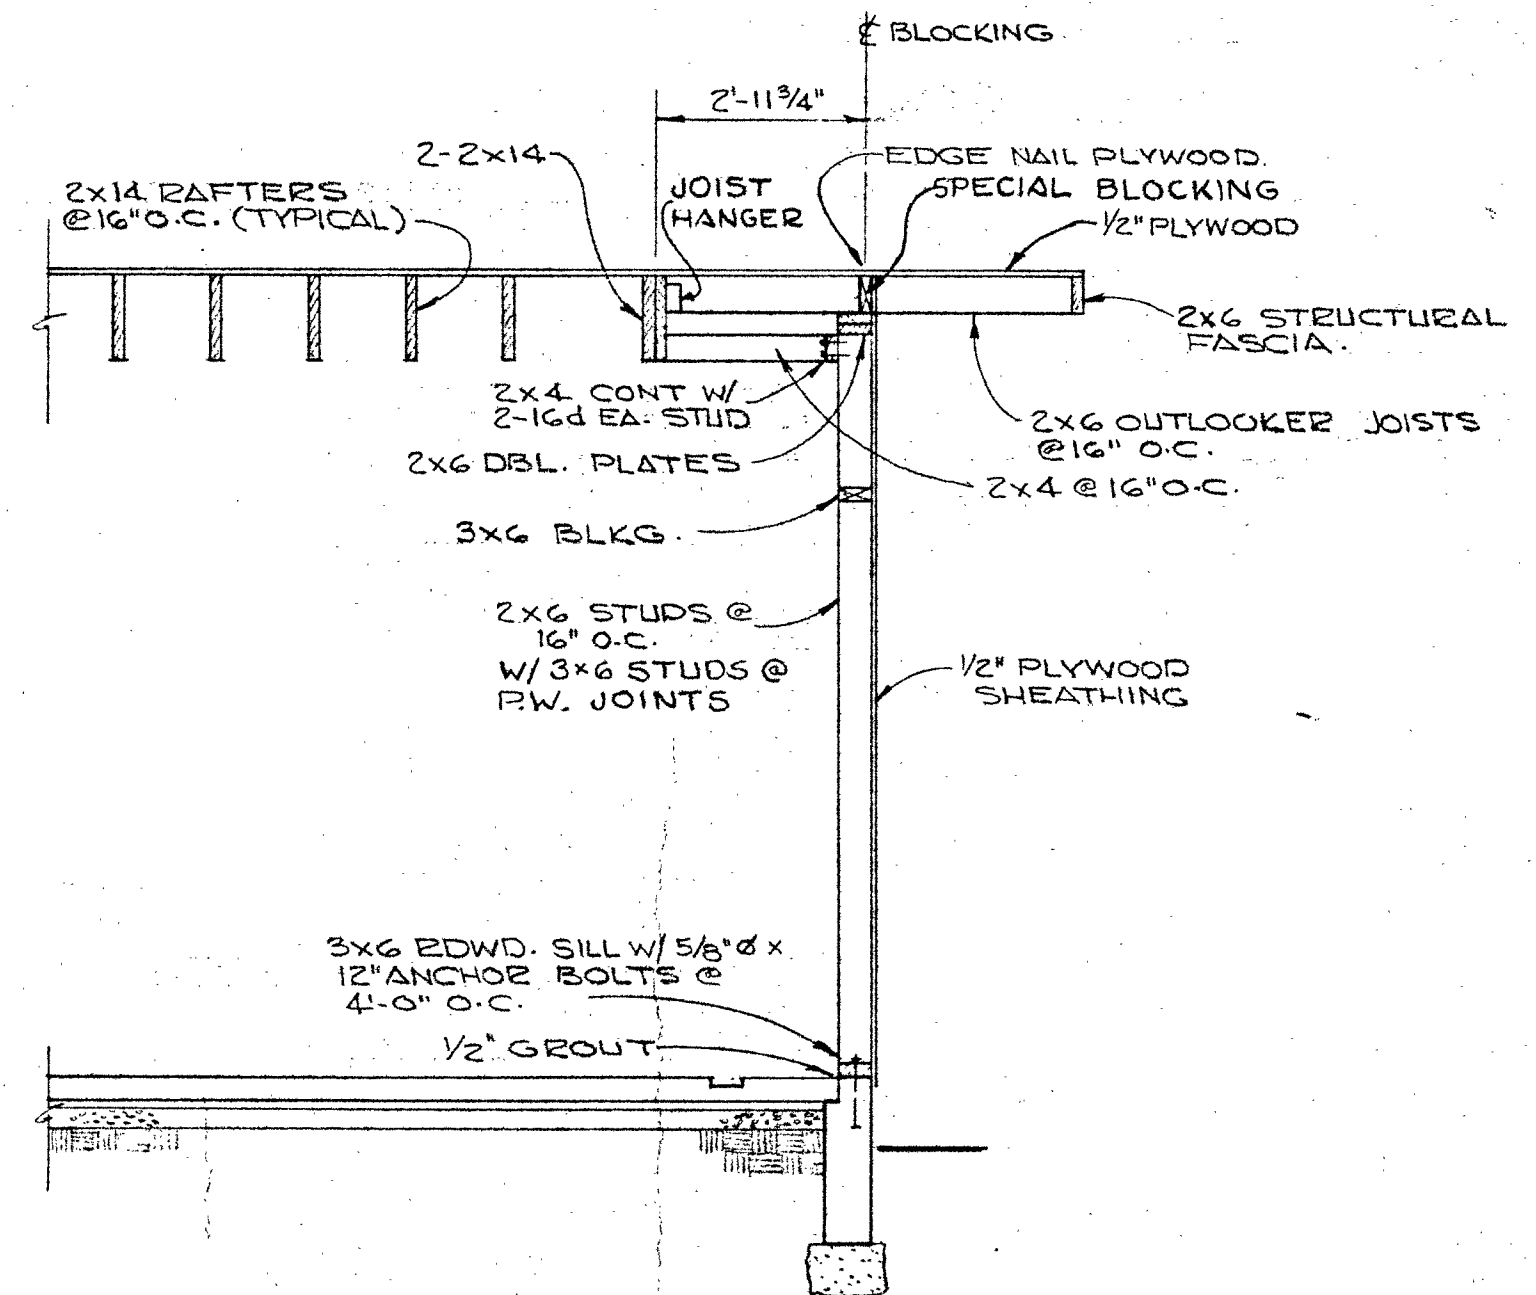 ℄ BLOCKING
2'-11 3/4"
2-2x14
EDGE NAIL PLYWOOD.
2x14 RAFTERS
@16" O.C. (TYPICAL)
JOIST
HANGER
SPECIAL BLOCKING
1/2" PLYWOOD
2x6 STRUCTURAL
FASCIA.
2x4 CONT W/
2-16d EA. STUD
2x6 OUTLOOKER JOISTS
@16" O.C.
2x6 DBL. PLATES
2x4 @ 16" O.C.
3x6 BLKG.
2x6 STUDS @
16" O.C.
W/ 3x6 STUDS @
P.W. JOINTS
1/2" PLYWOOD
SHEATHING
3x6 RDWD. SILL W/ 5/8" Ø x
12" ANCHOR BOLTS @
4'-0" O.C.
1/2" GROUT